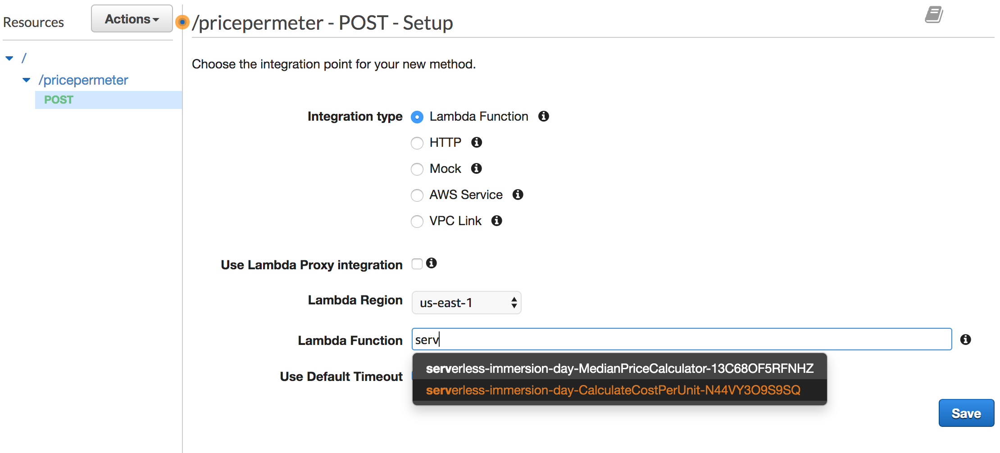 Resources
Actions
/pricepermeter - POST - Setup
/
/pricepermeter
POST
Choose the integration point for your new method.
Integration type
Lambda Function
HTTP
Mock
AWS Service
VPC Link
Use Lambda Proxy integration
Lambda Region
us-east-1
Lambda Function
serv
serverless-immersion-day-MedianPriceCalculator-13C68OF5RFNHZ
Use Default Timeout
serverless-immersion-day-CalculateCostPerUnit-N44VY3O9S9SQ
Save